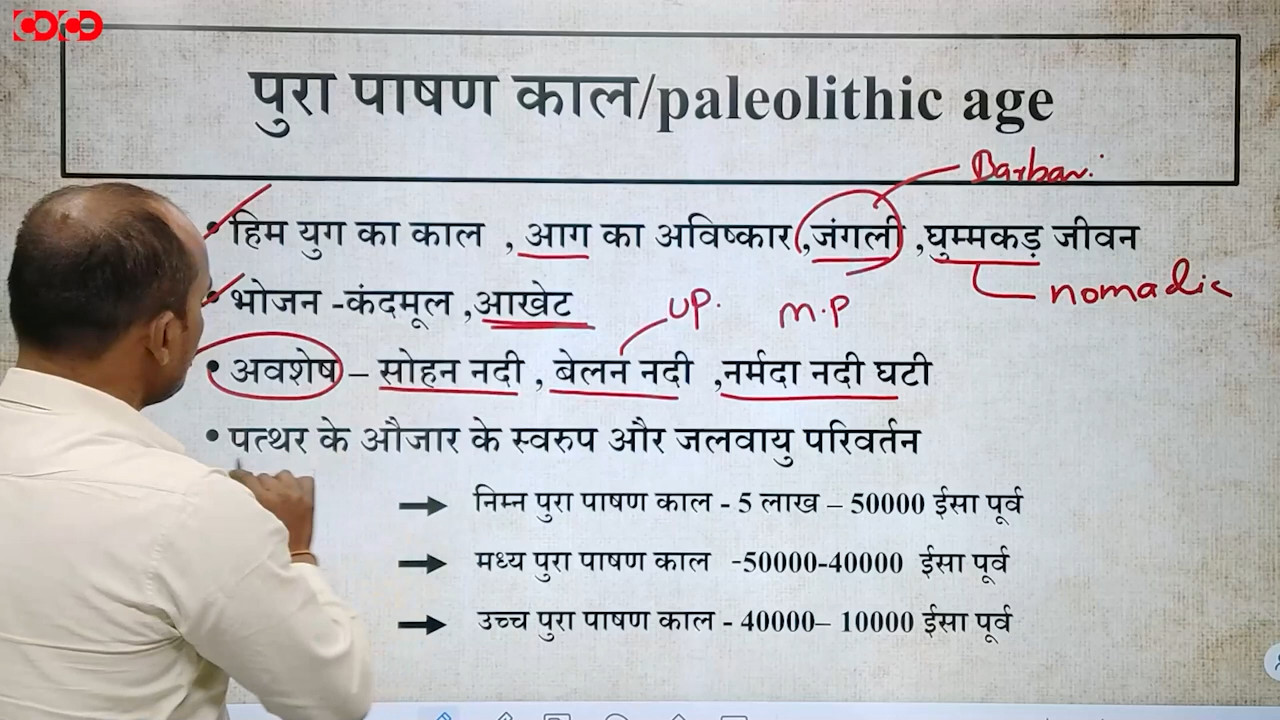 पुरा पाषण काल/paleolithic age
Barbari
• हिम युग का काल , आग का अविष्कार ,जंगली ,घुम्मकड़ जीवन
nomadic
• भोजन -कंदमूल ,आखेट
UP. M.P
• अवशेष – सोहन नदी , बेलन नदी ,नर्मदा नदी घटी
• पत्थर के औजार के स्वरुप और जलवायु परिवर्तन
→ निम्न पुरा पाषण काल - 5 लाख – 50000 ईसा पूर्व
→ मध्य पुरा पाषण काल -50000-40000 ईसा पूर्व
→ उच्च पुरा पाषण काल - 40000– 10000 ईसा पूर्व